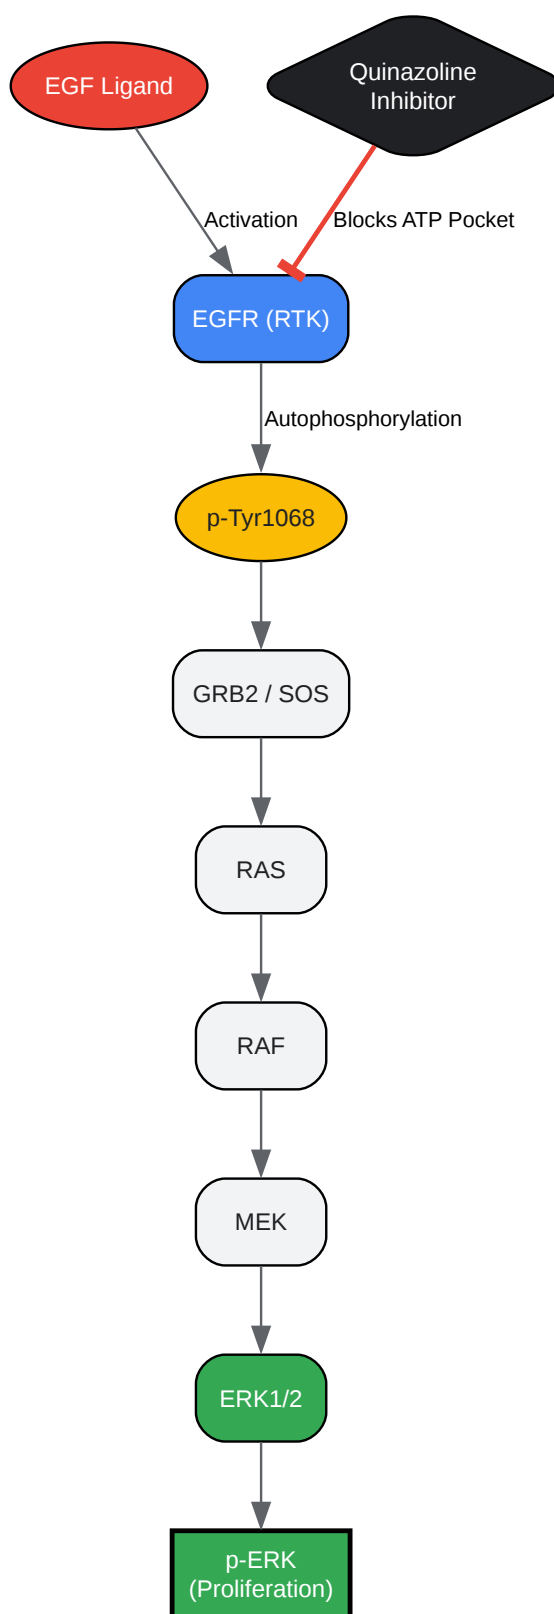 EGF Ligand
Quinazoline
Inhibitor
Activation
Blocks ATP Pocket
EGFR (RTK)
Autophosphorylation
p-Tyr1068
GRB2 / SOS
RAS
RAF
MEK
ERK1/2
p-ERK
(Proliferation)